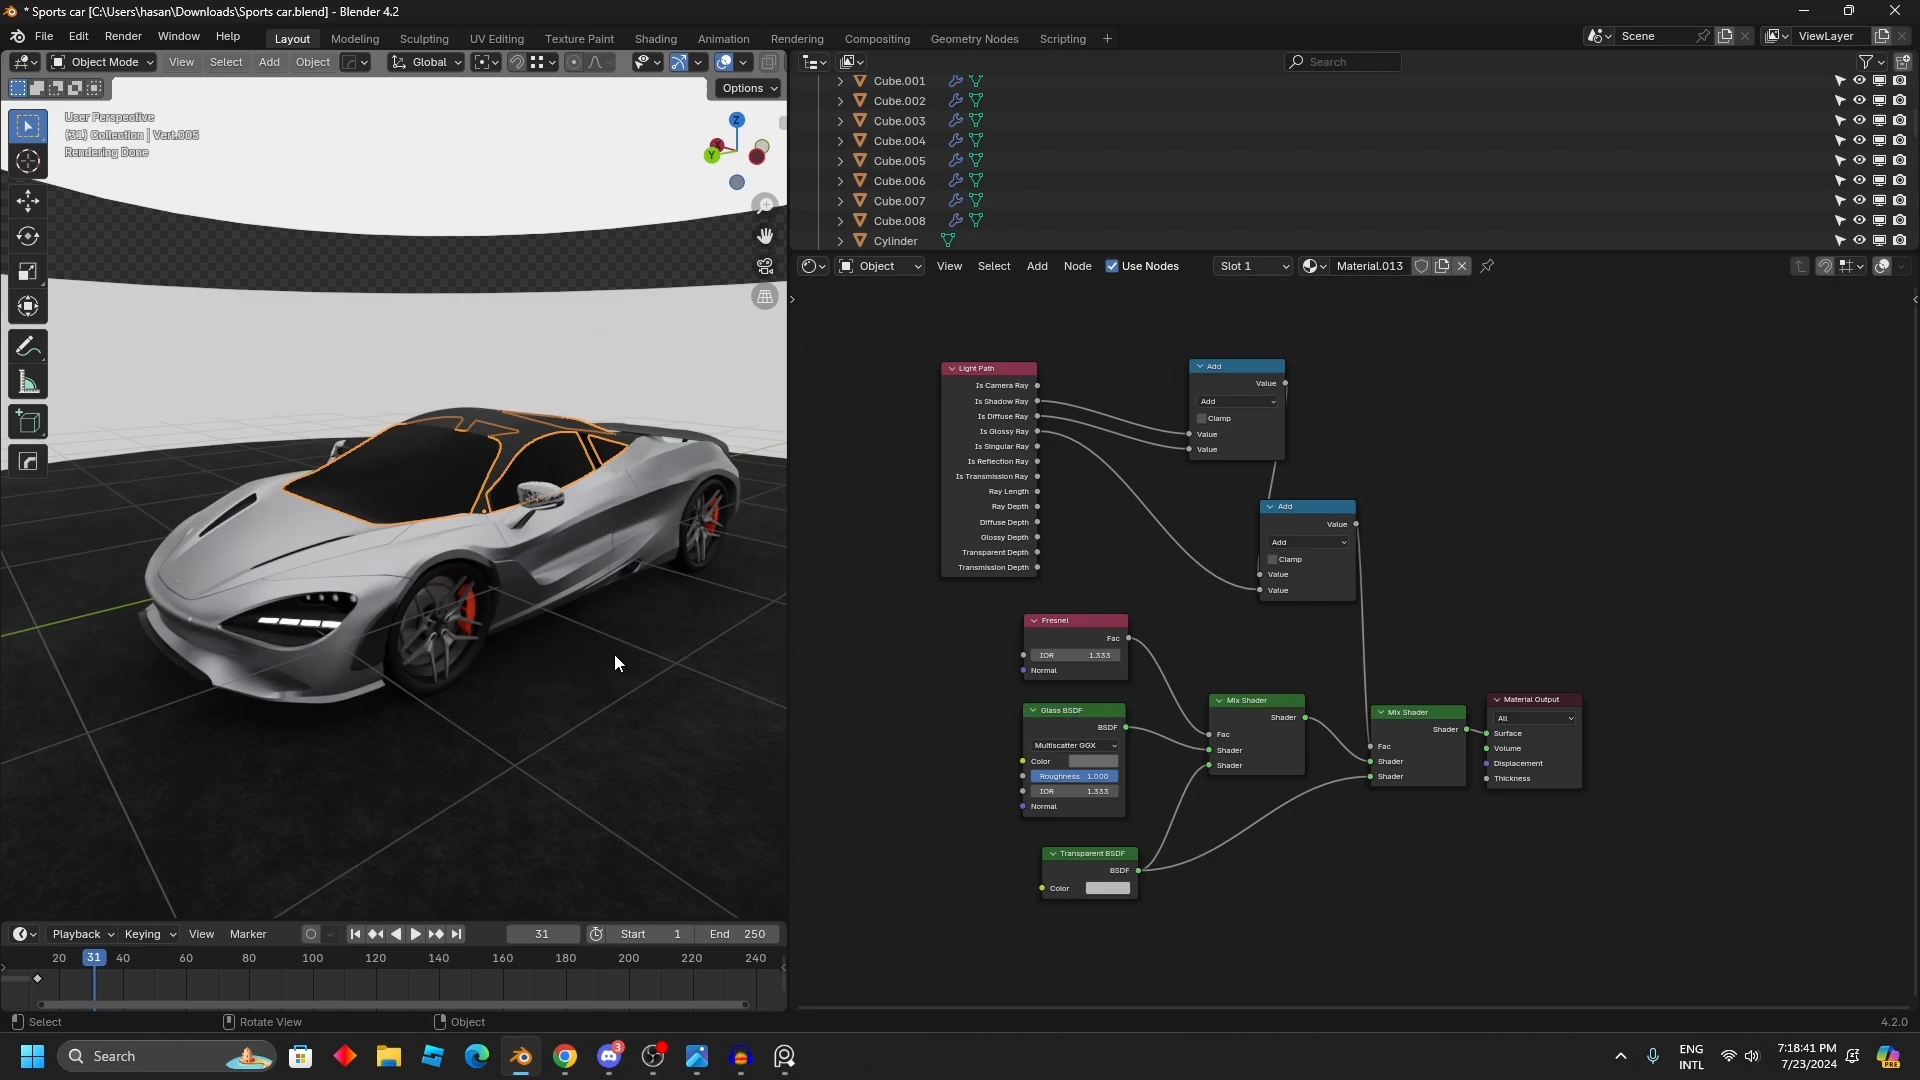 * Sports car [C:\Users\hasan\Downloads\Sports car.blend] - Blender 4.2
File Edit Render Window Help Layout Modeling Sculpting UV Editing Texture Paint Shading Animation Rendering Compositing Geometry Nodes Scripting + Scene ViewLayer
Object Mode View Select Add Object Global
Options
User Perspective
(31) Collection | Vert.005
Rendering Done
Z
X
Y
Search
Cube.001
Cube.002
Cube.003
Cube.004
Cube.005
Cube.006
Cube.007
Cube.008
Cylinder
Object View Select Add Node Use Nodes Slot 1 Material.013
Light Path
Is Camera Ray
Is Shadow Ray
Is Diffuse Ray
Is Glossy Ray
Is Singular Ray
Is Reflection Ray
Is Transmission Ray
Ray Length
Ray Depth
Diffuse Depth
Glossy Depth
Transparent Depth
Transmission Depth
Add
Value
Add
Clamp
Value
Value
Add
Value
Add
Clamp
Value
Value
Fresnel
Fac
IOR 1.333
Normal
Glass BSDF
BSDF
Multiscatter GGX
Color
Roughness 1.000
IOR 1.333
Normal
Transparent BSDF
BSDF
Color
Mix Shader
Shader
Fac
Shader
Shader
Mix Shader
Shader
Fac
Shader
Shader
Material Output
All
Surface
Volume
Displacement
Thickness
Playback Keying View Marker 31 Start 1 End 250
20 31 40 60 80 100 120 140 160 180 200 220 240
Select Rotate View Object 4.2.0
Search
3
ENG
INTL
7:18:41 PM
7/23/2024
PRE